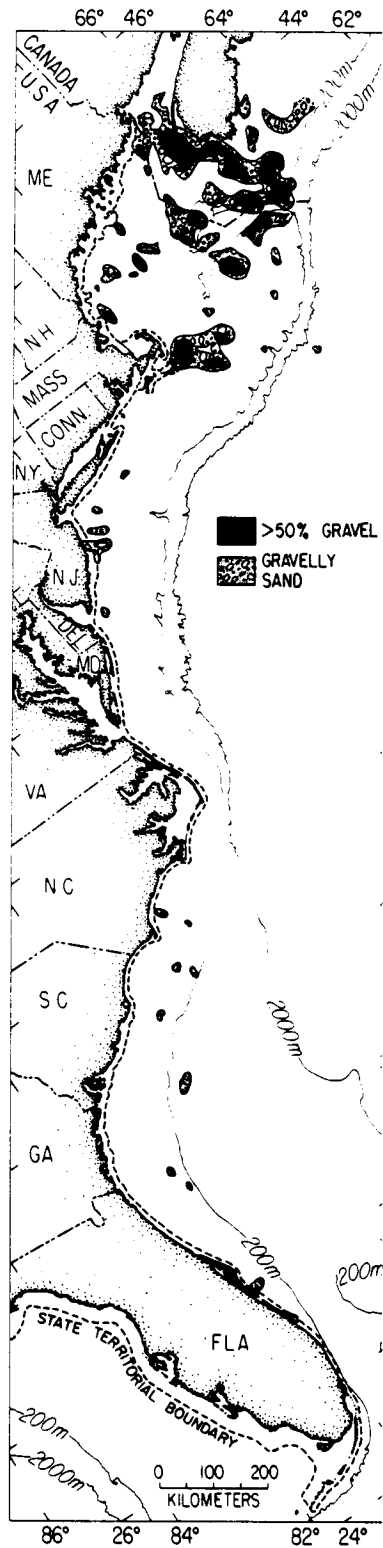 66° 46° 64° 44° 62°
CANADA
U S A
200m
2000m
ME
N H
MASS
CONN.
N.Y.
>50% GRAVEL
GRAVELLY
SAND
N J
DEL
MD
VA
N C
S C
2000m
GA
200m
200m
FLA
STATE TERRITORIAL
BOUNDARY
200m
2000m
0 100 200
KILOMETERS
86° 26° 84° 82° 24°